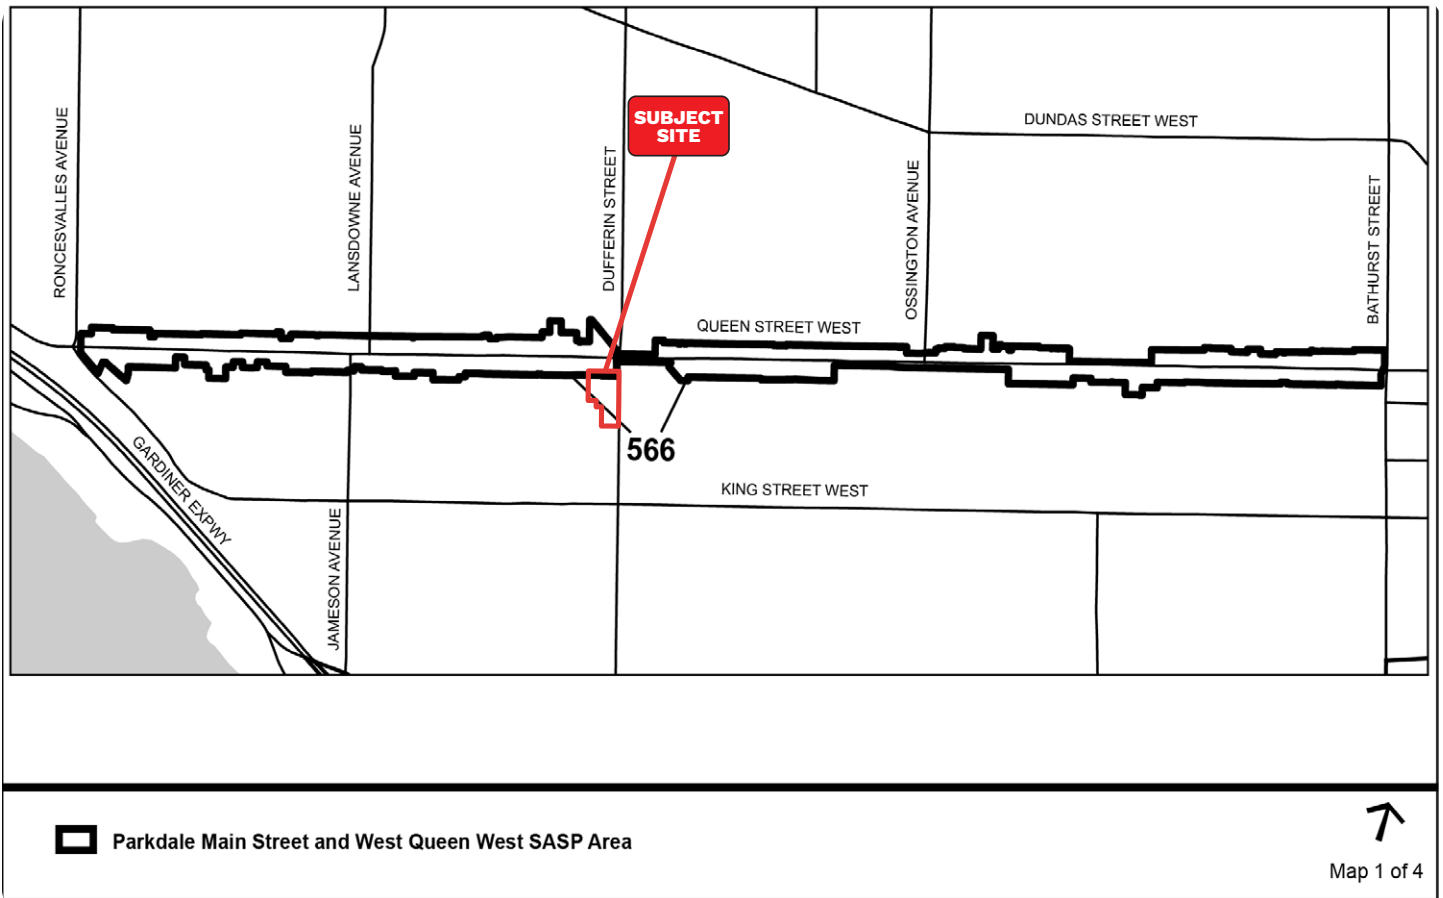 SUBJECT
SITE
DUNDAS STREET WEST
RONCESVALLES AVENUE
LANSDOWNE AVENUE
DUFFERIN STREET
OSSINGTON AVENUE
BATHURST STREET
QUEEN STREET WEST
566
GARDINER EXPWY
KING STREET WEST
JAMESON AVENUE
Parkdale Main Street and West Queen West SASP Area
Map 1 of 4